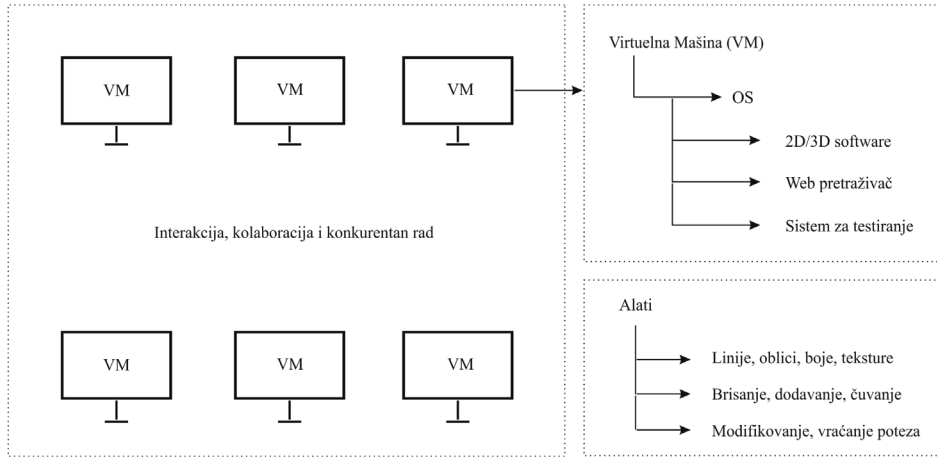 VM
VM
VM
Interakcija, kolaboracija i konkurentan rad
VM
VM
VM
Virtuelna Mašina (VM)
OS
2D/3D software
Web pretraživač
Sistem za testiranje
Alati
Linije, oblici, boje, teksture
Brisanje, dodavanje, čuvanje
Modifikovanje, vraćanje poteza